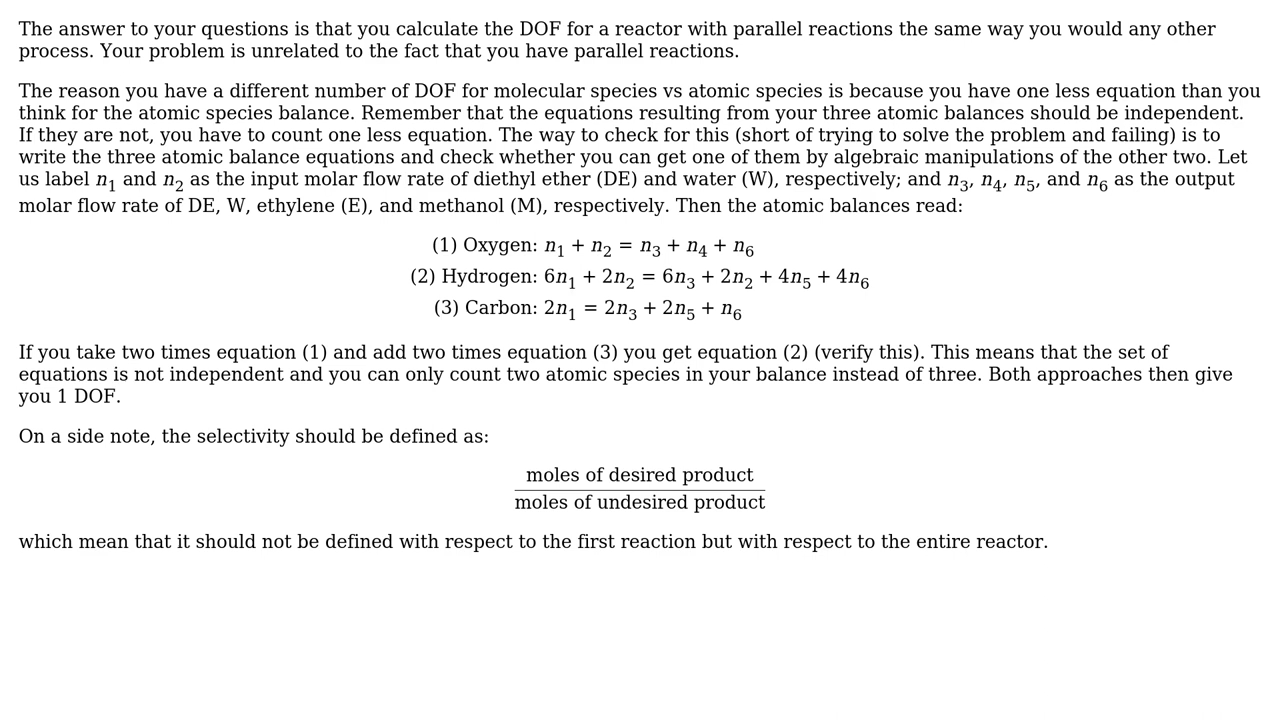 The answer to your questions is that you calculate the DOF for a reactor with parallel reactions the same way you would any other
process. Your problem is unrelated to the fact that you have parallel reactions.
The reason you have a different number of DOF for molecular species vs atomic species is because you have one less equation than you
think for the atomic species balance. Remember that the equations resulting from your three atomic balances should be independent.
If they are not, you have to count one less equation. The way to check for this (short of trying to solve the problem and failing) is to
write the three atomic balance equations and check whether you can get one of them by algebraic manipulations of the other two. Let
us label n₁ and n₂ as the input molar flow rate of diethyl ether (DE) and water (W), respectively; and n₃, n₄, n₅, and n₆ as the output
molar flow rate of DE, W, ethylene (E), and methanol (M), respectively. Then the atomic balances read:
(1) Oxygen: n₁ + n₂ = n₃ + n₄ + n₆
(2) Hydrogen: 6n₁ + 2n₂ = 6n₃ + 2n₂ + 4n₅ + 4n₆
(3) Carbon: 2n₁ = 2n₃ + 2n₅ + n₆
If you take two times equation (1) and add two times equation (3) you get equation (2) (verify this). This means that the set of
equations is not independent and you can only count two atomic species in your balance instead of three. Both approaches then give
you 1 DOF.
On a side note, the selectivity should be defined as:
moles of desired product
moles of undesired product
which mean that it should not be defined with respect to the first reaction but with respect to the entire reactor.